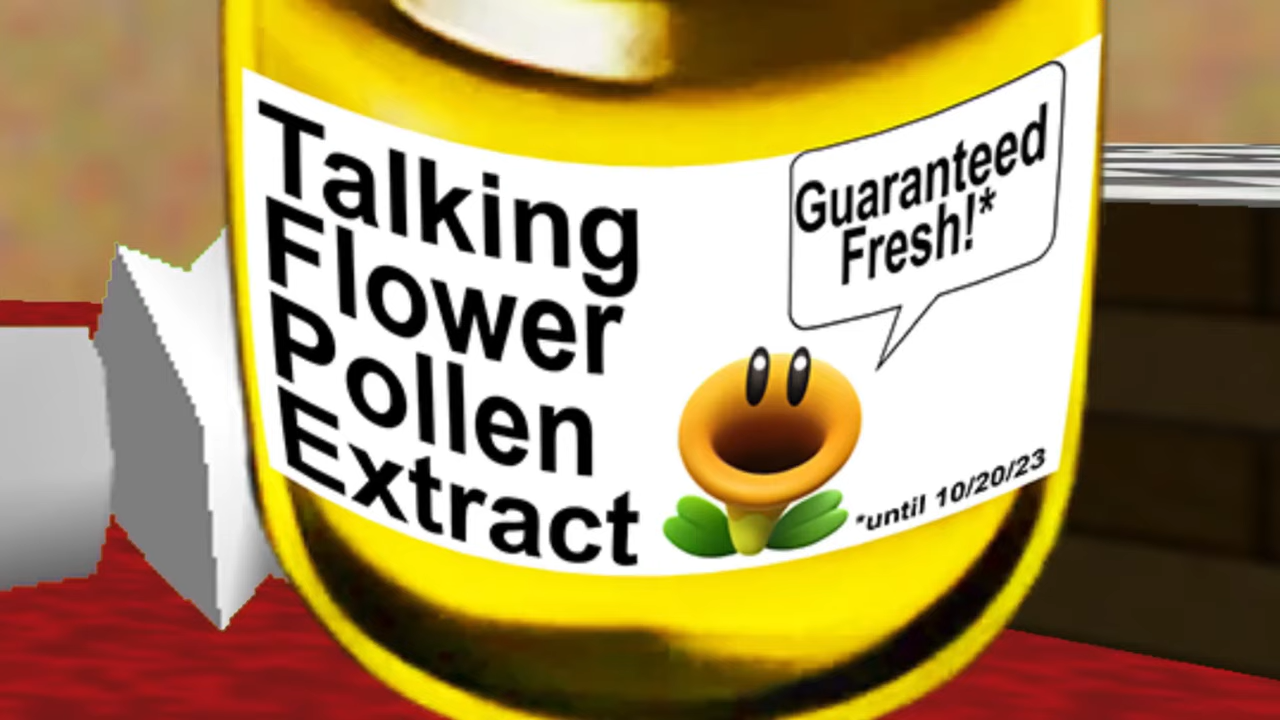 Talking
Flower
Pollen
Extract
Guaranteed
Fresh!*
*until 10/20/23